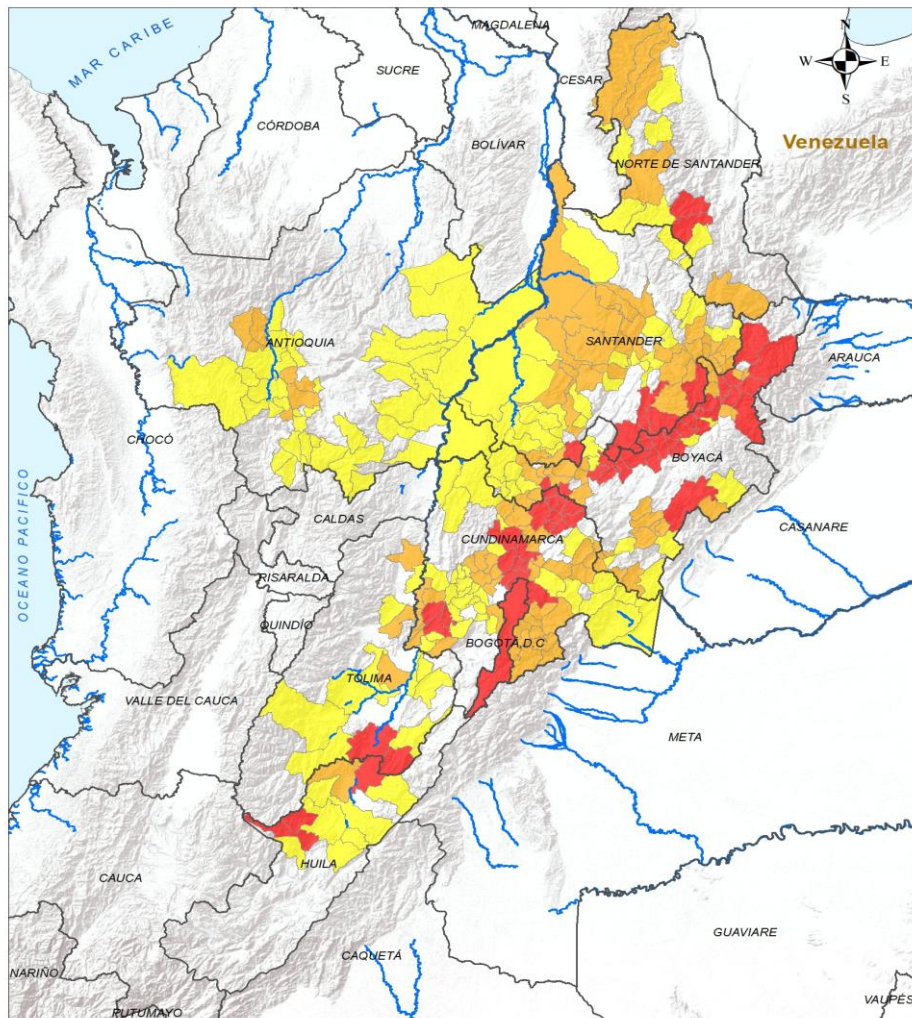 MAGDALENA
MAR CARIBE
N
W E
S
CESAR
SUCRE
CÓRDOBA
BOLÍVAR
Venezuela
NORTE DE SANTANDER
ANTIOQUIA
SANTANDER
ARAUCA
CHOCÓ
BOYACÁ
OCEANO PACIFICO
CALDAS
CUNDINAMARCA
CASANARE
RISARALDA
QUINDÍO
BOGOTÁ,D.C
TOLIMA
VALLE DEL CAUCA
META
HUILA
CAUCA
GUAVIARE
CAQUETÁ
NARIÑO
VAUPÉS
PUTUMAYO